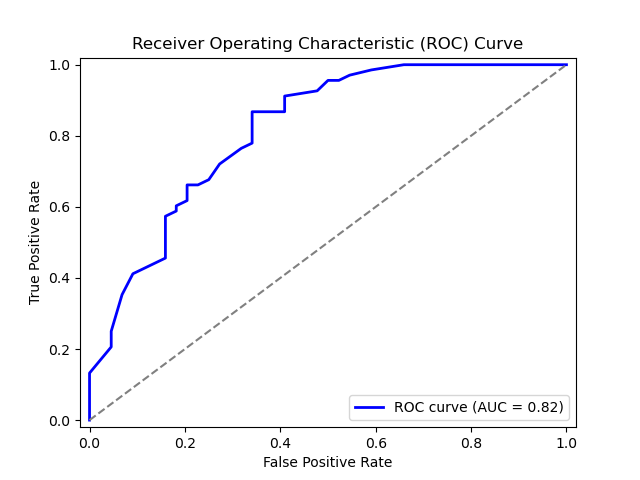 Receiver Operating Characteristic (ROC) Curve
True Positive Rate
1.0
0.8
0.6
0.4
0.2
0.0
ROC curve (AUC = 0.82)
0.0 0.2 0.4 0.6 0.8 1.0
False Positive Rate